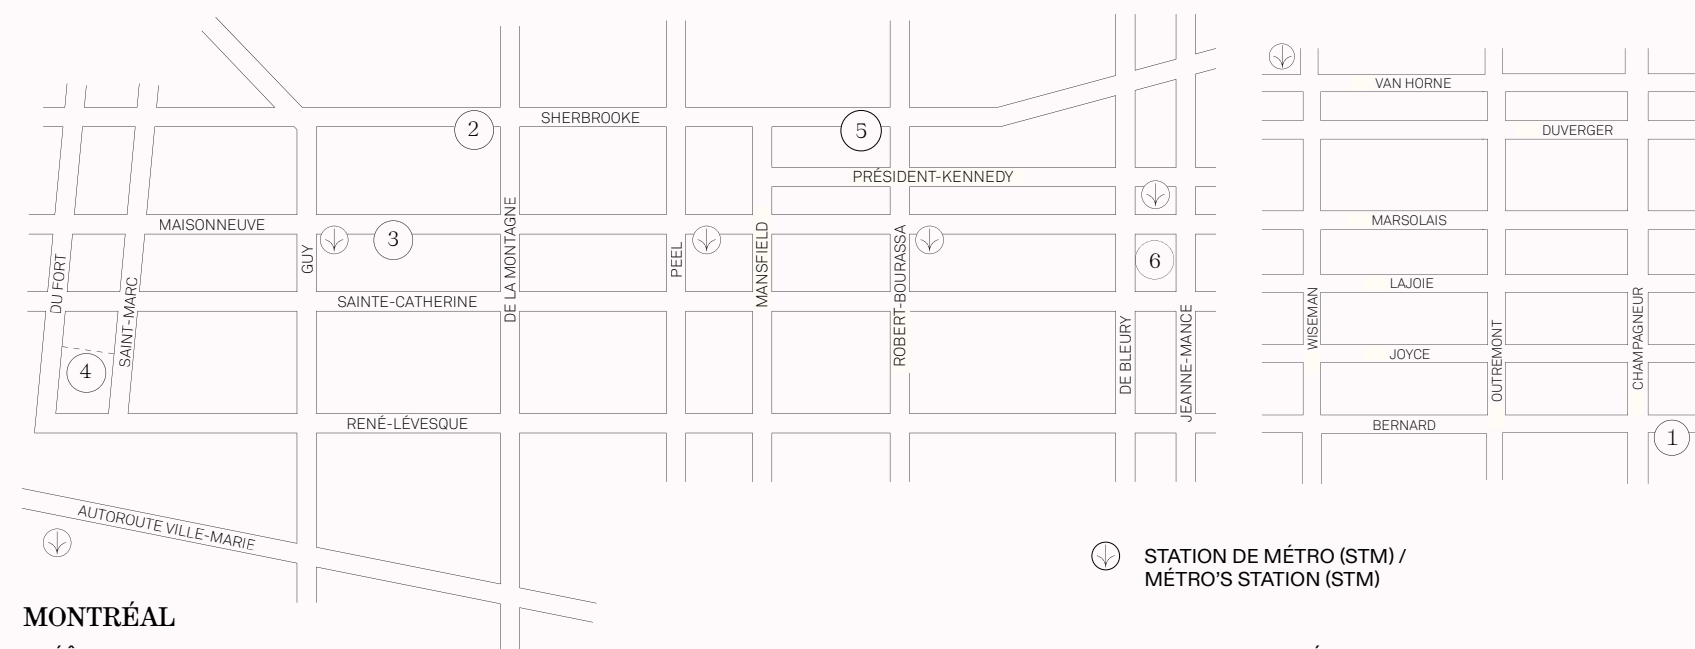 VAN HORNE
SHERBROOKE
2
5
DUVERGER
PRÉSIDENT-KENNEDY
MAISONNEUVE
MARSOLAIS
3
GUY
DE LA MONTAGNE
PEEL
MANSFIELD
ROBERT-BOURASSA
6
DU FORT
SAINT-MARC
SAINTE-CATHERINE
LAJOIE
WISEMAN
CHAMPAGNEUR
OUTREMONT
JOYCE
4
DE BLEURY
JEANNE-MANCE
RENÉ-LÉVESQUE
BERNARD
1
AUTOROUTE VILLE-MARIE
STATION DE MÉTRO (STM) /
MÉTRO'S STATION (STM)
MONTRÉAL